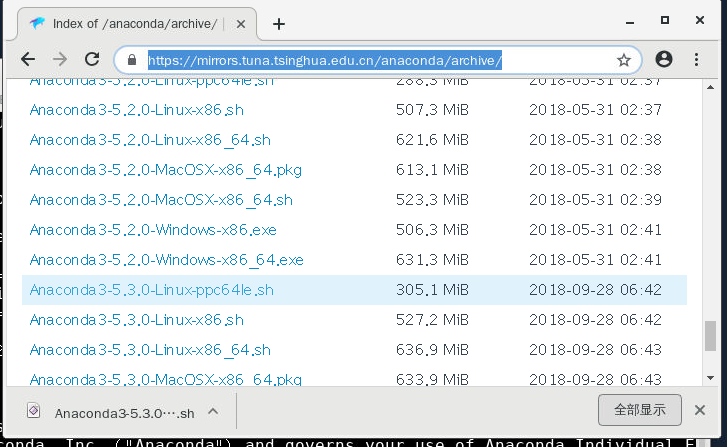 Index of /anaconda/archive/ |
https://mirrors.tuna.tsinghua.edu.cn/anaconda/archive/
Anaconda3-5.2.0-Linux-ppc64le.sh 288.3 MiB 2018-05-31 02:37
Anaconda3-5.2.0-Linux-x86.sh 507.3 MiB 2018-05-31 02:37
Anaconda3-5.2.0-Linux-x86_64.sh 621.6 MiB 2018-05-31 02:38
Anaconda3-5.2.0-MacOSX-x86_64.pkg 613.1 MiB 2018-05-31 02:38
Anaconda3-5.2.0-MacOSX-x86_64.sh 523.3 MiB 2018-05-31 02:39
Anaconda3-5.2.0-Windows-x86.exe 506.3 MiB 2018-05-31 02:41
Anaconda3-5.2.0-Windows-x86_64.exe 631.3 MiB 2018-05-31 02:41
Anaconda3-5.3.0-Linux-ppc64le.sh 305.1 MiB 2018-09-28 06:42
Anaconda3-5.3.0-Linux-x86.sh 527.2 MiB 2018-09-28 06:42
Anaconda3-5.3.0-Linux-x86_64.sh 636.9 MiB 2018-09-28 06:43
Anaconda3-5.3.0-MacOSX-x86_64.pkg 633.9 MiB 2018-09-28 06:43
Anaconda3-5.3.0-⋯.sh 全部显示
conda, Inc. ("Anaconda") and governs your use of Anaconda Individual E